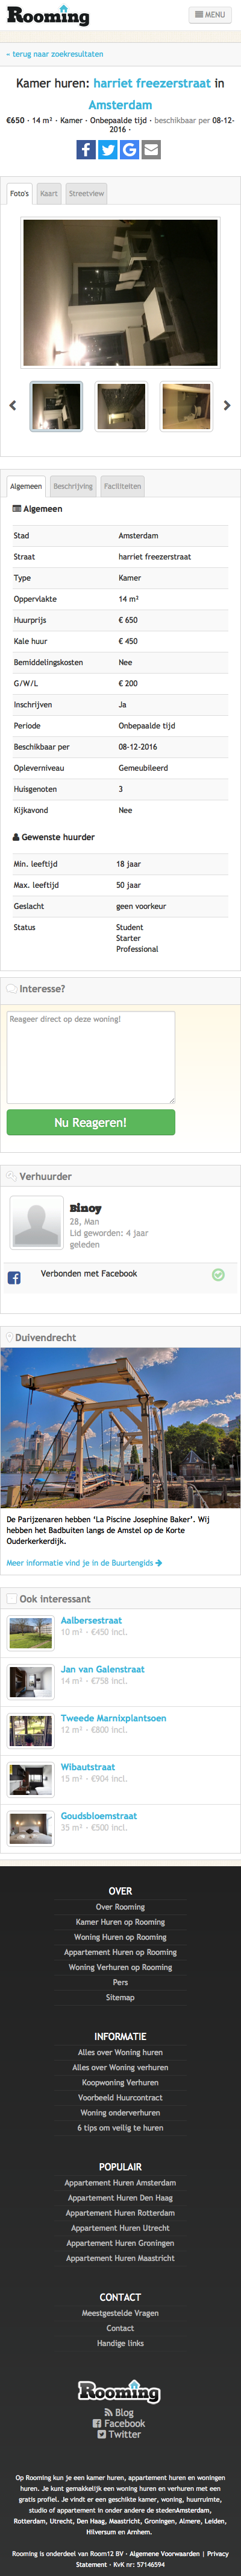 Rooming
MENU
« terug naar zoekresultaten
Kamer huren: harriet freezerstraat in
Amsterdam
€650 · 14 m² · Kamer · Onbepaalde tijd · beschikbaar per 08-12-
2016 ·
Foto's Kaart Streetview
Algemeen Beschrijving Faciliteiten
Algemeen
Stad Amsterdam
Straat harriet freezerstraat
Type Kamer
Oppervlakte 14 m²
Huurprijs € 650
Kale huur € 450
Bemiddelingskosten Nee
G/W/L € 200
Inschrijven Ja
Periode Onbepaalde tijd
Beschikbaar per 08-12-2016
Opleverniveau Gemeubileerd
Huisgenoten 3
Kijkavond Nee
Gewenste huurder
Min. leeftijd 18 jaar
Max. leeftijd 50 jaar
Geslacht geen voorkeur
Status Student
Starter
Professional
Interesse?
Reageer direct op deze woning!
Nu Reageren!
Verhuurder
Binoy
28, Man
Lid geworden: 4 jaar
geleden
Verbonden met Facebook
Duivendrecht
De Parijzenaren hebben ‘La Piscine Josephine Baker’. Wij
hebben het Badbuiten langs de Amstel op de Korte
Ouderkerkerdijk.
Meer informatie vind je in de Buurtengids
Ook interessant
Aalbersestraat
10 m² · €450 incl.
Jan van Galenstraat
14 m² · €758 incl.
Tweede Marnixplantsoen
12 m² · €800 incl.
Wibautstraat
15 m² · €904 incl.
Goudsbloemstraat
35 m² · €500 incl.
OVER
Over Rooming
Kamer Huren op Rooming
Woning Huren op Rooming
Appartement Huren op Rooming
Woning Verhuren op Rooming
Pers
Sitemap
INFORMATIE
Alles over Woning huren
Alles over Woning verhuren
Koopwoning Verhuren
Voorbeeld Huurcontract
Woning onderverhuren
6 tips om veilig te huren
POPULAIR
Appartement Huren Amsterdam
Appartement Huren Den Haag
Appartement Huren Rotterdam
Appartement Huren Utrecht
Appartement Huren Groningen
Appartement Huren Maastricht
CONTACT
Meestgestelde Vragen
Contact
Handige links
Rooming
Blog
Facebook
Twitter
Op Rooming kun je een kamer huren, appartement huren en woningen
huren. Je kunt gemakkelijk een woning huren en verhuren met een
gratis profiel. Je vindt er een geschikte kamer, woning, huurruimte,
studio of appartement in onder andere de stedenAmsterdam,
Rotterdam, Utrecht, Den Haag, Maastricht, Groningen, Almere, Leiden,
Hilversum en Arnhem.
Rooming is onderdeel van Room12 BV · Algemene Voorwaarden | Privacy
Statement · KvK nr: 57146594